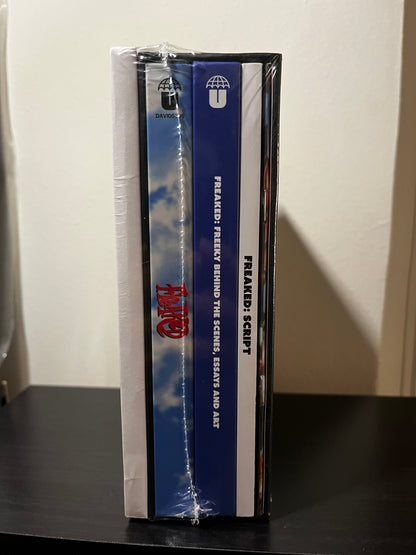 U
DAVIDSON
FREAKED
U
FREAKED: FREEKY BEHIND THE SCENES, ESSAYS AND ART
FREAKED: SCRIPT